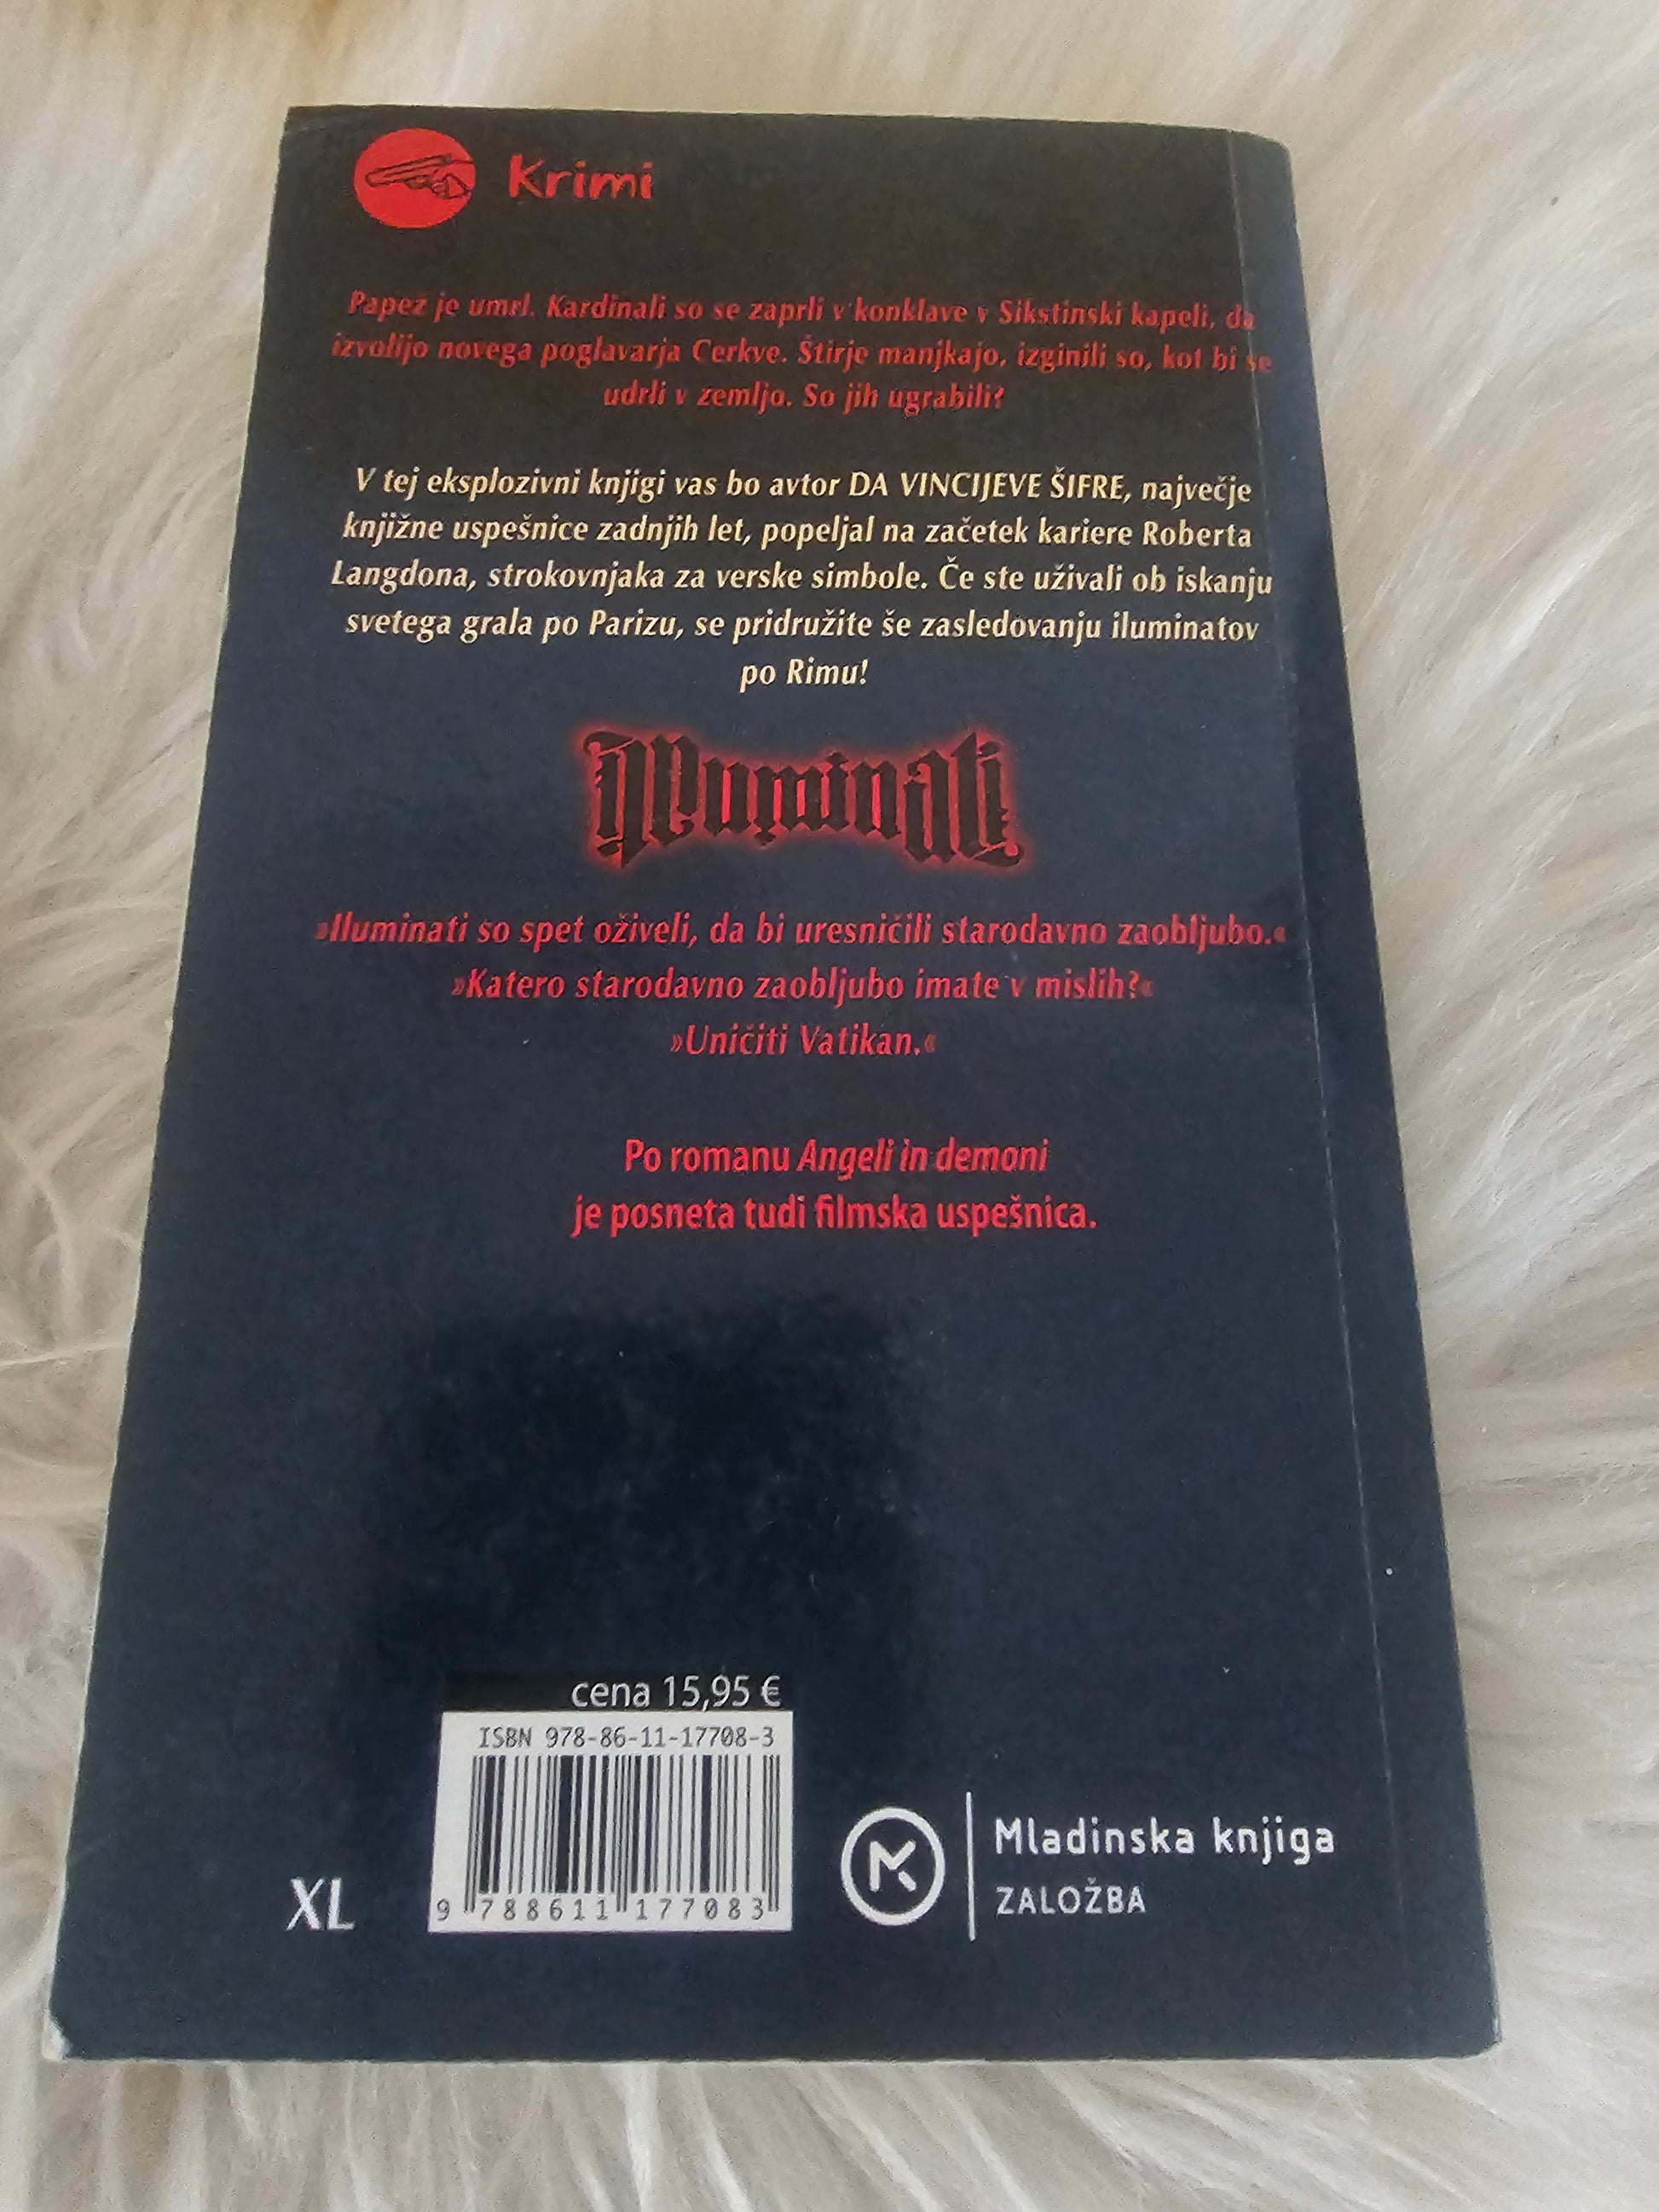 Krimi
Papež je umrl. Kardinali so se zaprli v konklave v Sikstinski kapeli, da
izvolijo novega poglavarja Cerkve. Štirje manjkajo, izginili so, kot bi se
udrli v zemljo. So jih ugrabili?
V tej eksplozivni knjigi vas bo avtor DA VINCIJEVE ŠIFRE, največje
knjižne uspešnice zadnjih let, popeljal na začetek kariere Roberta
Langdona, strokovnjaka za verske simbole. Če ste uživali ob iskanju
svetega grala po Parizu, se pridružite še zasledovanju iluminatov
po Rimu!
Illuminati
»Iluminati so spet oživeli, da bi uresničili starodavno zaobljubo.«
»Katero starodavno zaobljubo imate v mislih?«
»Uničiti Vatikan.«
Po romanu Angeli in demoni
je posneta tudi filmska uspešnica.
cena 15,95 €
ISBN 978-86-11-17708-3
9 788611 177083
XL
Mladinska knjiga
ZALOŽBA